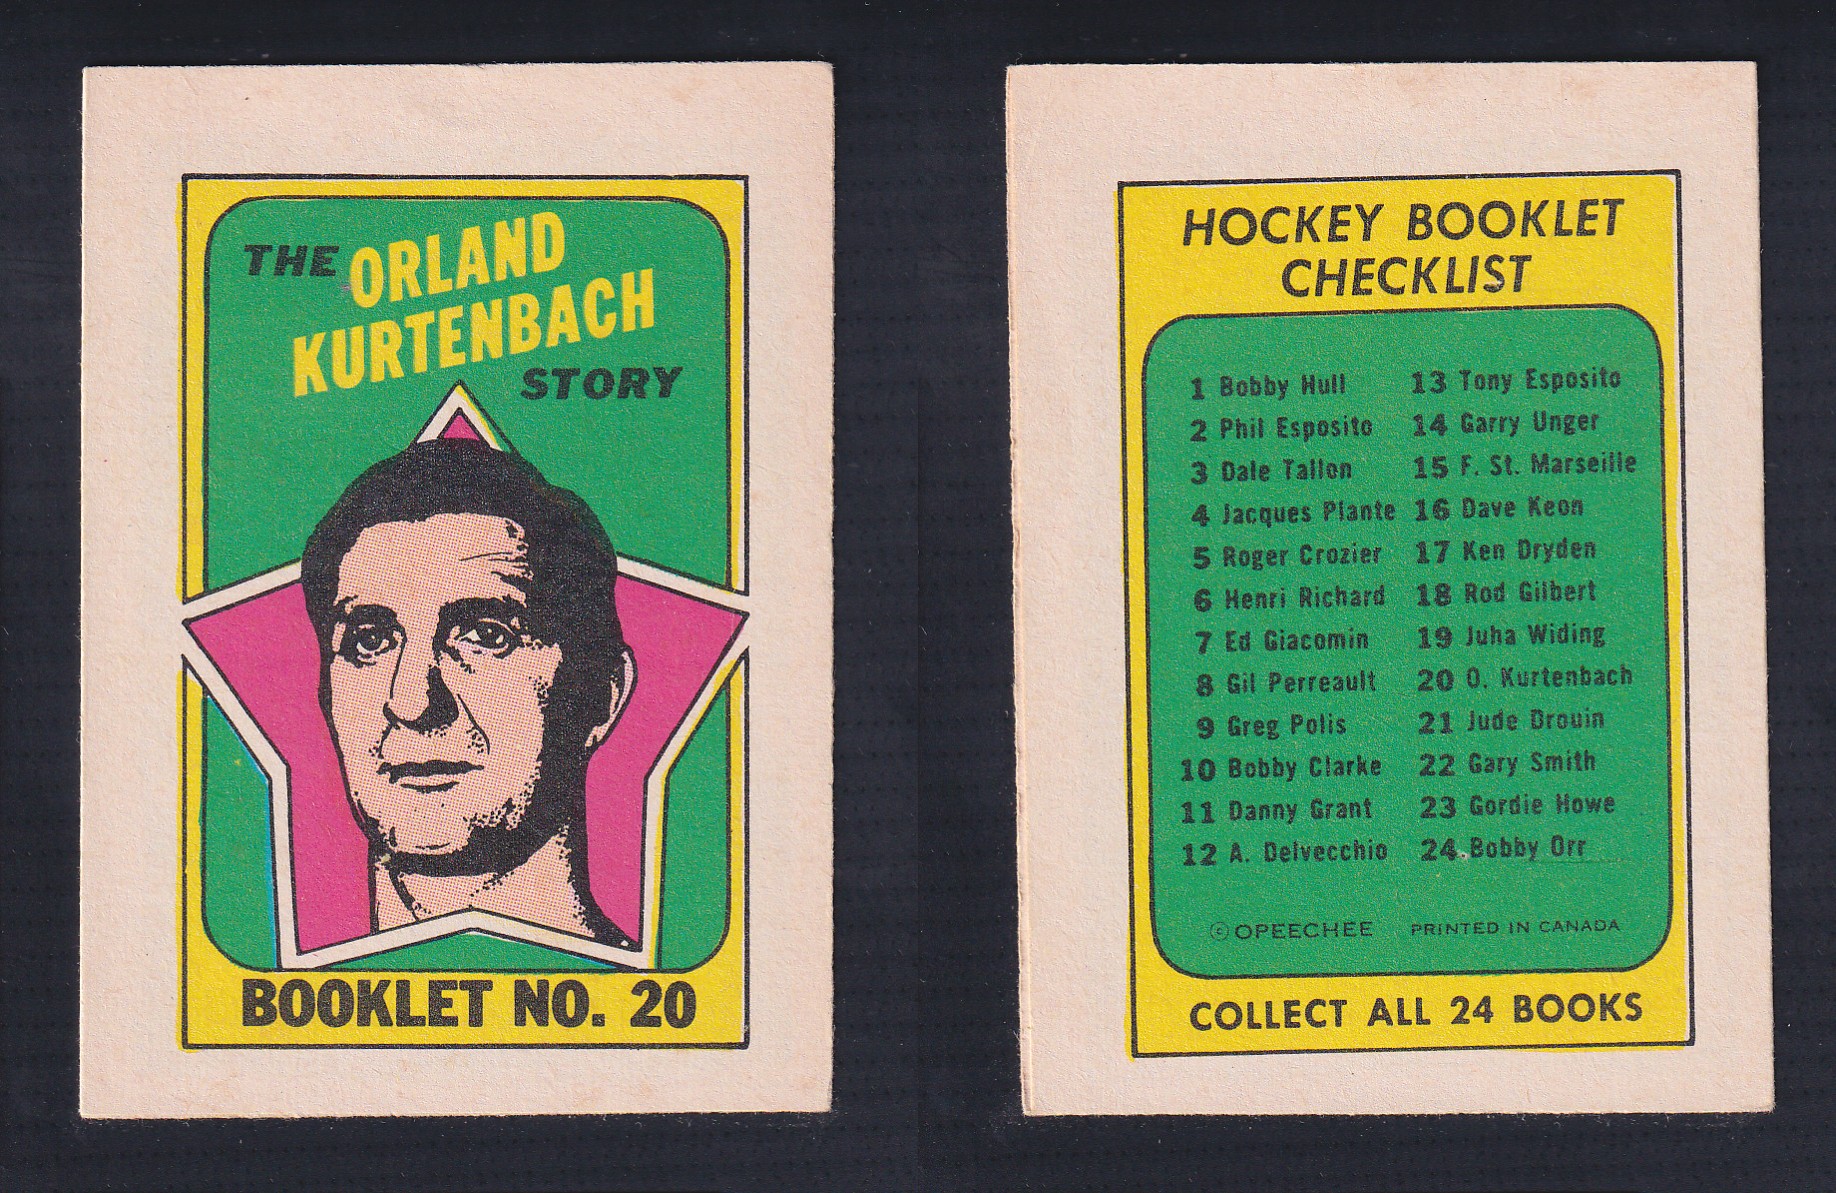 THE ORLAND
KURTENBACH
STORY
BOOKLET NO. 20
HOCKEY BOOKLET
CHECKLIST
1 Bobby Hull
2 Phil Esposito
3 Dale Tallon
4 Jacques Plante
5 Roger Crozier
6 Henri Richard
7 Ed Giacomin
8 Gil Perreault
9 Greg Polis
10 Bobby Clarke
11 Danny Grant
12 A. Delvecchio
13 Tony Esposito
14 Garry Unger
15 F. St. Marseille
16 Dave Keon
17 Ken Dryden
18 Rod Gilbert
19 Juha Widing
20 O. Kurtenbach
21 Jude Drouin
22 Gary Smith
23 Gordie Howe
24 Bobby Orr
© OPEECHEE PRINTED IN CANADA
COLLECT ALL 24 BOOKS